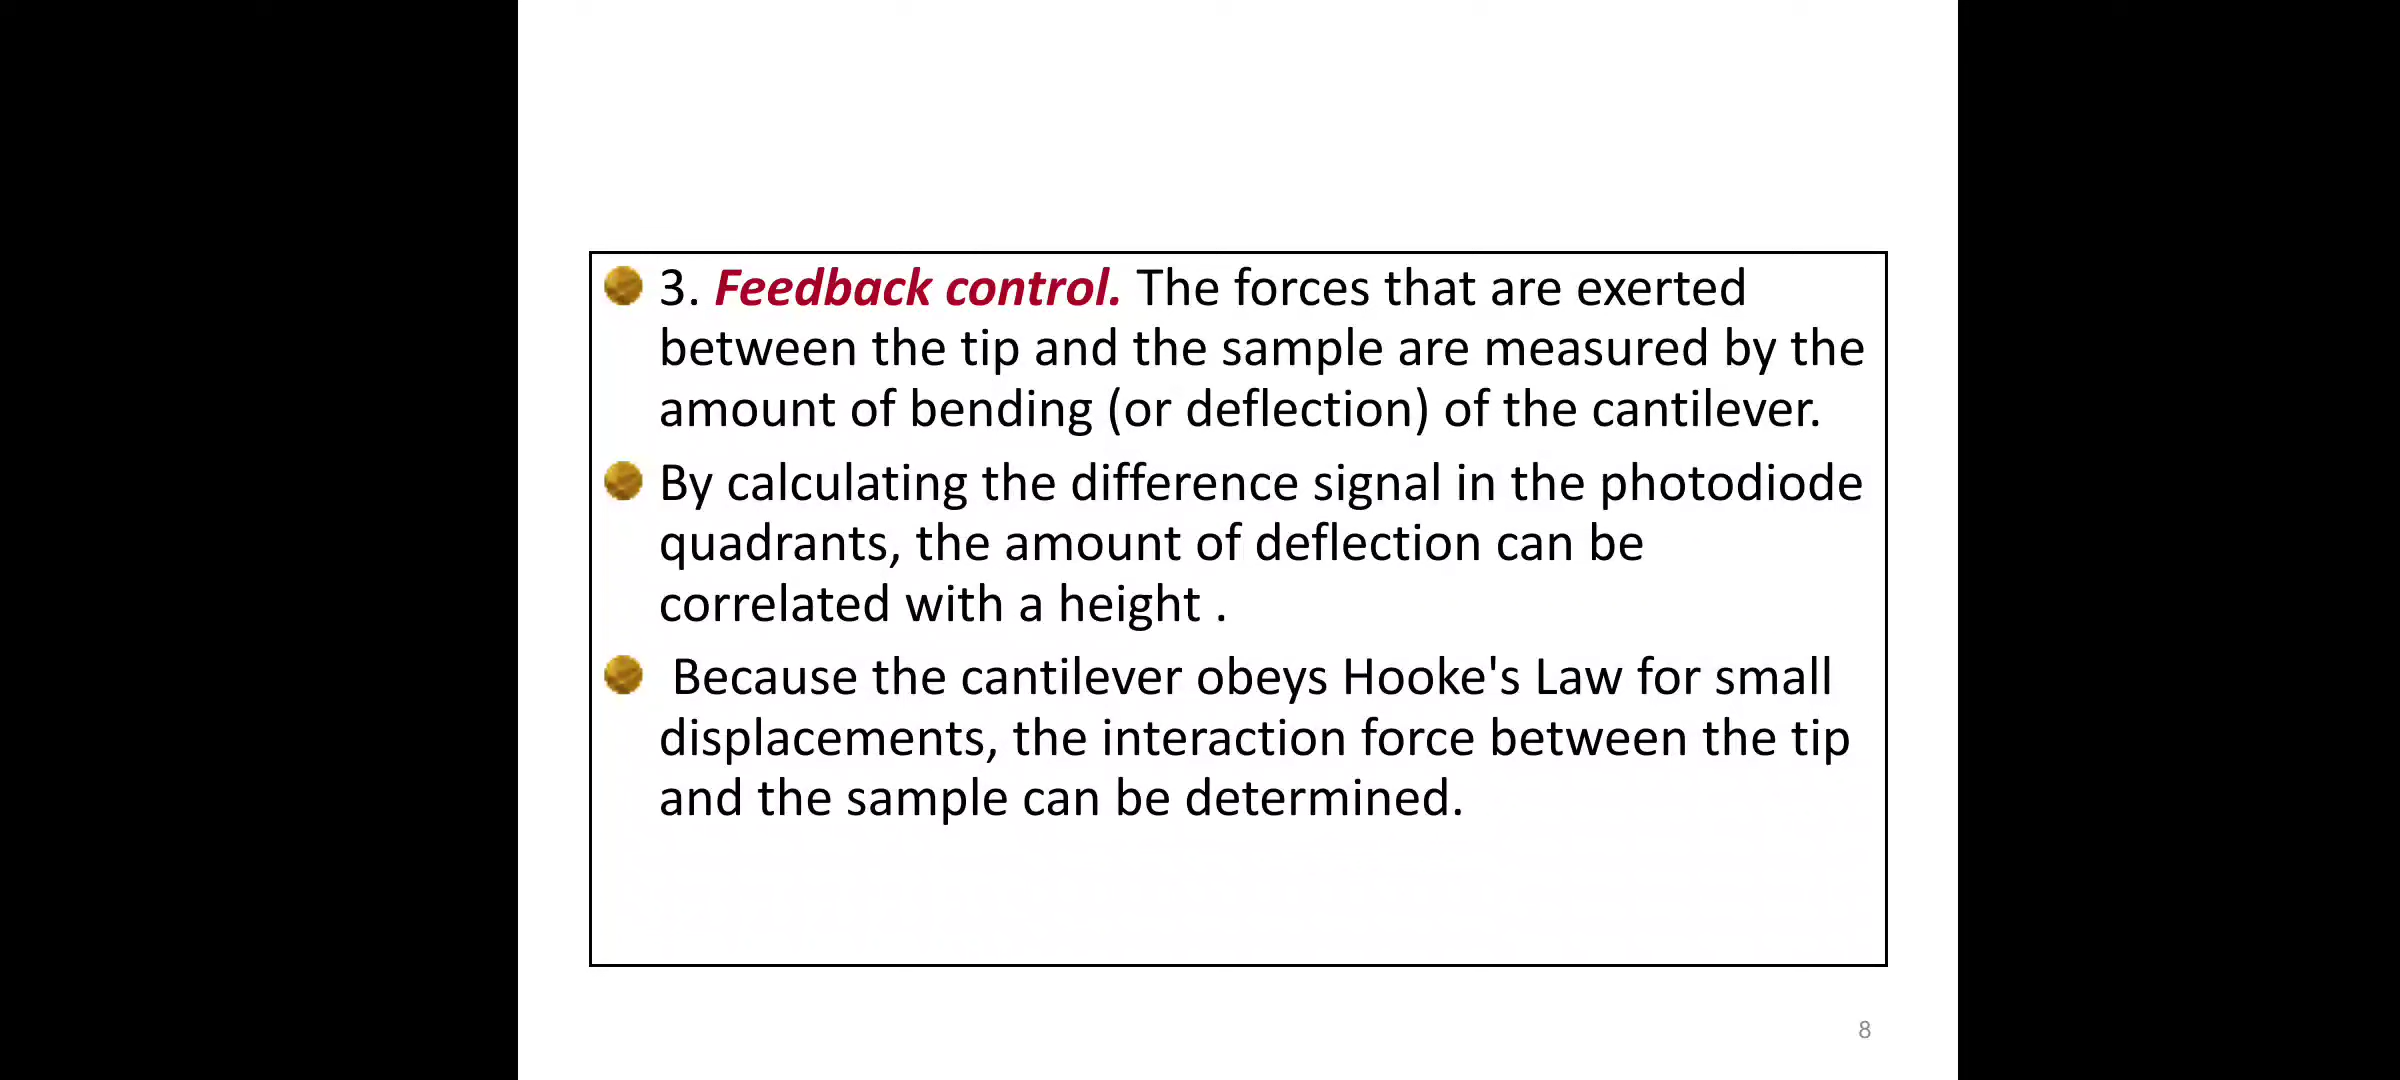 3. Feedback control. The forces that are exerted
between the tip and the sample are measured by the
amount of bending (or deflection) of the cantilever.
By calculating the difference signal in the photodiode
quadrants, the amount of deflection can be
correlated with a height .
Because the cantilever obeys Hooke's Law for small
displacements, the interaction force between the tip
and the sample can be determined.
8